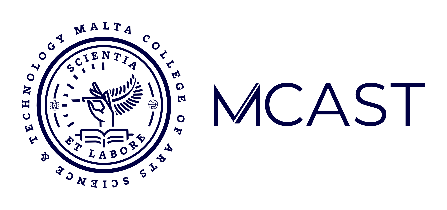 MALTA COLLEGE OF ARTS SCIENCE & TECHNOLOGY
SCIENTIA
ET LABORE
MCAST